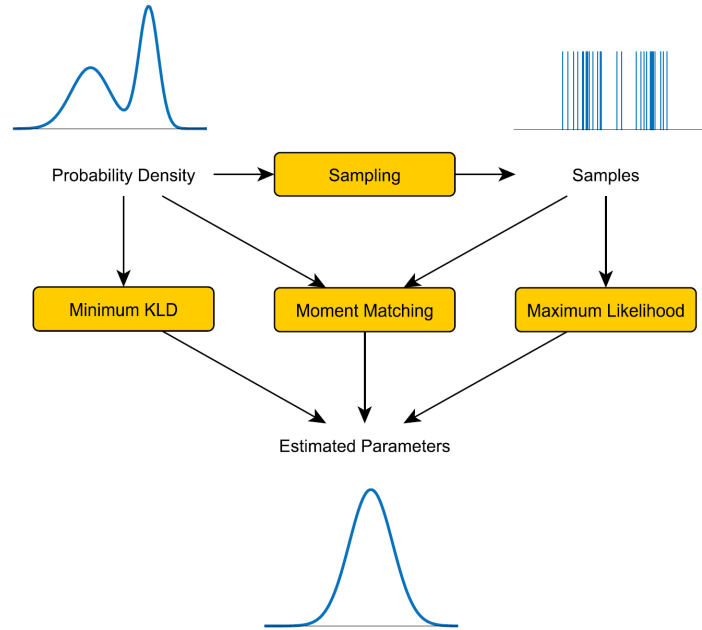 Probability Density
Sampling
Samples
Minimum KLD
Moment Matching
Maximum Likelihood
Estimated Parameters